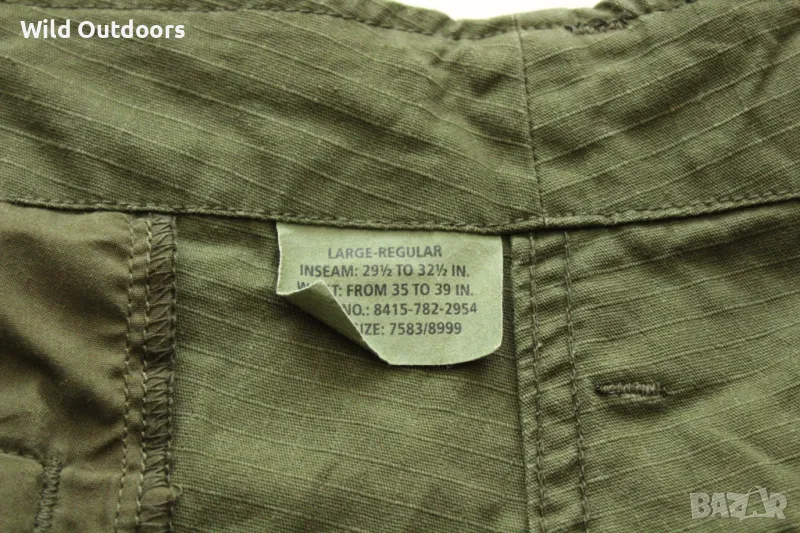 Wild Outdoors
LARGE-REGULAR
INSEAM: 29½ TO 32½ IN.
FROM 35 TO 39 IN.
NO.: 8415-782-2954
SIZE: 7583/8999
BAZAR